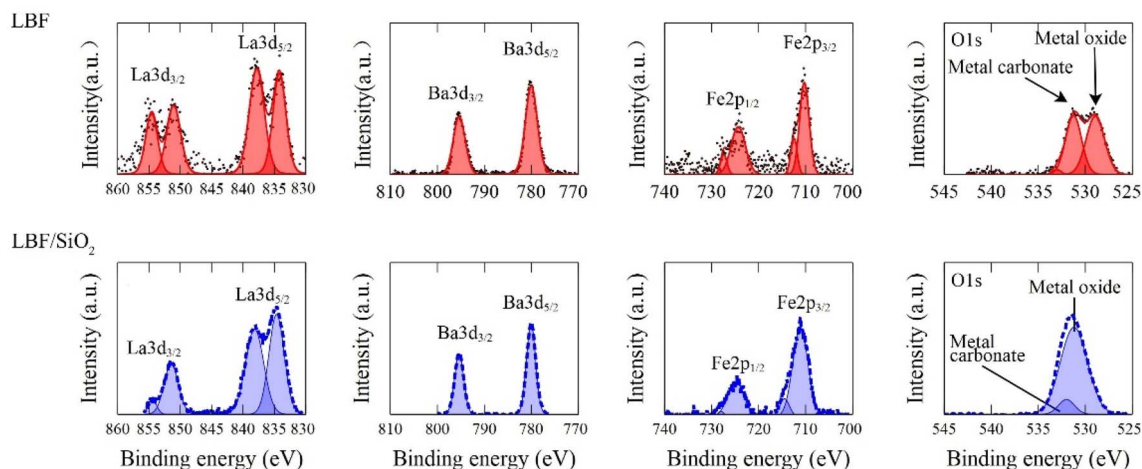 LBF
Intensity(a.u.)
La3d3/2
La3d5/2
860 855 850 840 835 830
Intensity(a.u.)
Ba3d3/2
Ba3d5/2
810 800 790 780 770
Intensity(a.u.)
Fe2p1/2
Fe2p3/2
740 730 720 710 700
Intensity(a.u.)
O1s
Metal oxide
Metal carbonate
545 540 535 530 525
LBF/SiO2
Intensity (a.u.)
La3d3/2
La3d5/2
860 855 850 840 835 830
Binding energy (eV)
Intensity (a.u.)
Ba3d3/2
Ba3d5/2
810 800 790 780 770
Binding energy (eV)
Intensity (a.u.)
Fe2p1/2
Fe2p3/2
740 730 720 710 700
Binding energy (eV)
Intensity (a.u.)
O1s
Metal oxide
Metal
carbonate
545 540 535 530 525
Binding energy (eV)